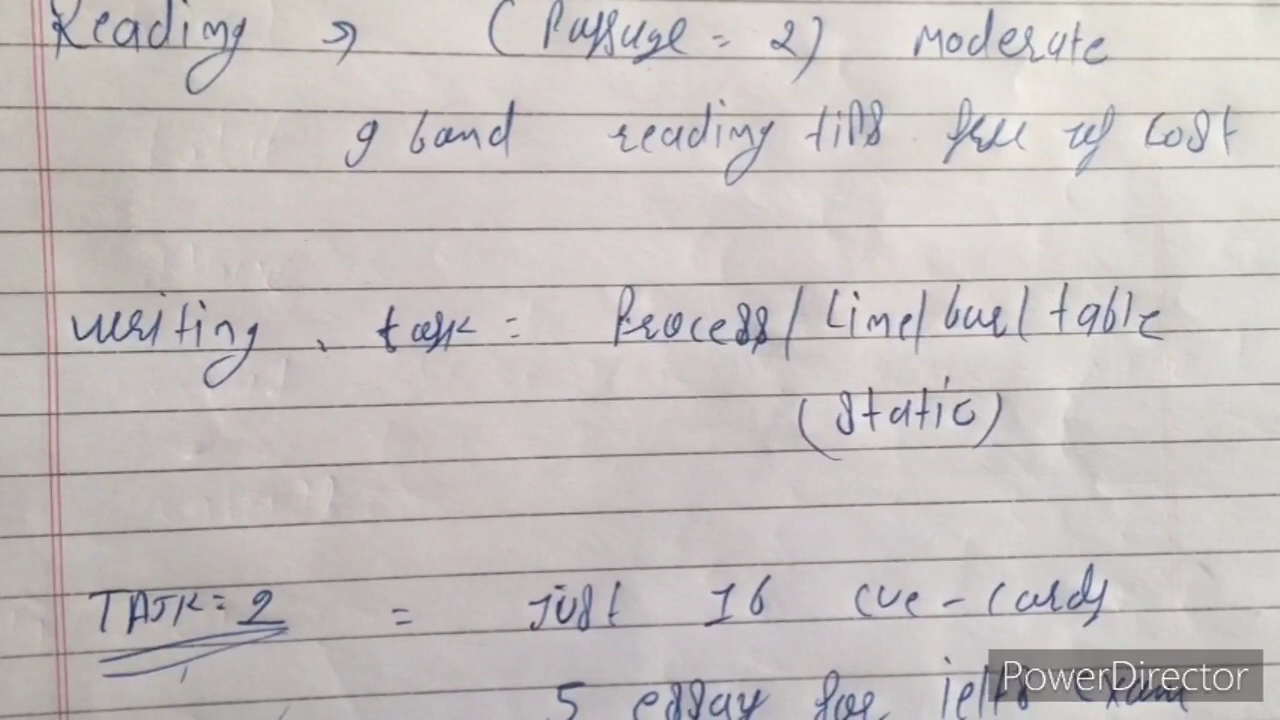 Reading → (Passage = 2) moderate
9 band reading tips free of cost
writing, task = Process/Line/bar/table
(static)
TASK = 2 = Just 16 cue-cards
5 essay for ielts exam
PowerDirector